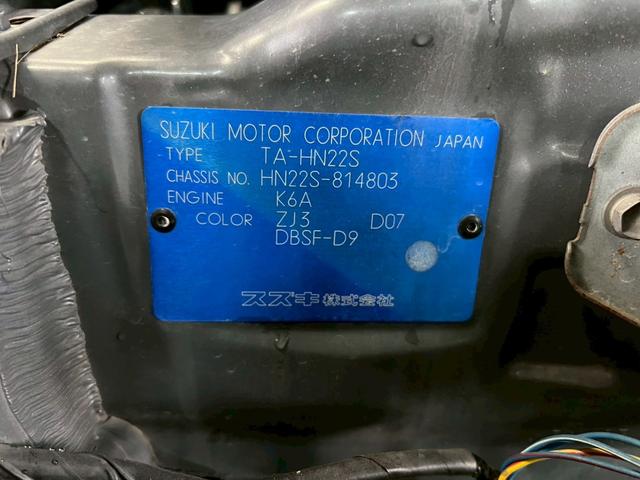 SUZUKI MOTOR CORPORATION JAPAN
TYPE TA-HN22S
CHASSIS NO. HN22S-814803
ENGINE K6A
COLOR ZJ3 D07
DBSF-D9
スズキ株式会社